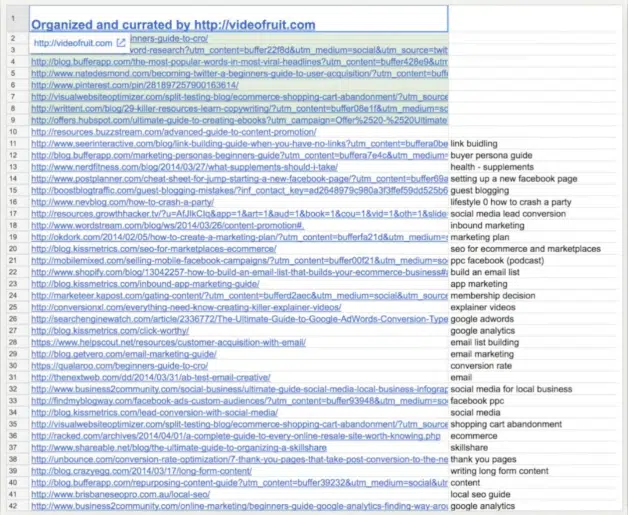 1 Organized and currated by http://videofruit.com
2 inners-guide-to-cro/
http://videofruit.com
3 word-research?utm_content=buffer22f8d&utm_medium=social&utm_source=twit
4 http://blog.bufferapp.com/the-most-popular-words-in-most-viral-headlines?utm_content=buffer428e9&utm_
5 http://www.natedesmond.com/becoming-twitter-a-beginners-guide-to-user-acquisition/?utm_content=buff
6 http://www.pinterest.com/pin/281897257900163614/
7 http://visualwebsiteoptimizer.com/split-testing-blog/ecommerce-shopping-cart-abandonment/?utm_source
8 http://writtent.com/blog/29-killer-resources-learn-copywriting/?utm_content=buffer08e1f&utm_medium=s
9 http://offers.hubspot.com/ultimate-guide-to-creating-ebooks?utm_campaign=Offer%2520-%2520Ultimate
10 http://resources.buzzstream.com/advanced-guide-to-content-promotion/
11 http://www.seerinteractive.com/blog/link-building-guide-when-you-have-no-links?utm_content=buffera0be link buidling
12 http://blog.bufferapp.com/marketing-personas-beginners-guide?utm_content=buffera7e4c&utm_medium= buyer persona guide
13 http://www.nerdfitness.com/blog/2014/03/27/what-supplements-should-i-take/ health - supplements
14 http://www.postplanner.com/cheat-sheet-for-jump-starting-a-new-facebook-page/?utm_content=buffer69a setting up a new facebook page
15 http://boostblogtraffic.com/guest-blogging-mistakes/?inf_contact_key=ad2648979c980a3f3ffef59dd525b6 guest blogging
16 http://www.nevblog.com/how-to-crash-a-party/ lifestyle 0 how to crash a party
17 http://resources.growthhacker.tv/?u=AfJlkCIq&app=1&art=1&aud=1&book=1&cou=1&vid=1&oth=1&slide social media lead conversion
18 http://www.wordstream.com/blog/ws/2014/03/26/content-promotion#. inbound marketing
19 http://okdork.com/2014/02/05/how-to-create-a-marketing-plan/?utm_content=bufferfa21d&utm_medium= marketing plan
20 http://blog.kissmetrics.com/seo-for-marketplaces-ecommerce/ seo for ecommerce and marketplaces
21 http://mobilemixed.com/selling-mobile-facebook-campaigns/?utm_content=buffer00f21&utm_medium=so ppc facebook (podcast)
22 http://www.shopify.com/blog/13042257-how-to-build-an-email-list-that-builds-your-ecommerce-business#a build an email list
23 http://blog.kissmetrics.com/inbound-app-marketing-guide/ app marketing
24 http://marketeer.kapost.com/gating-content/?utm_content=bufferd2aec&utm_medium=social&utm_source membership decision
25 http://conversionxl.com/everything-need-know-creating-killer-explainer-videos/ explainer videos
26 http://searchenginewatch.com/article/2336772/The-Ultimate-Guide-to-Google-AdWords-Conversion-Type google adwords
27 http://blog.kissmetrics.com/click-worthy/ google analytics
28 https://www.helpscout.net/resources/customer-acquisition-with-email/ email list building
29 http://blog.getvero.com/email-marketing-guide/ email marketing
30 https://qualaroo.com/beginners-guide-to-cro/ conversion rate
31 http://thenextweb.com/dd/2014/03/31/ab-test-email-creative/ email
32 http://www.business2community.com/social-business/ultimate-guide-social-media-local-business-infograp social media for local business
33 http://findmyblogway.com/facebook-ads-custom-audiences/?utm_content=buffer93948&utm_medium=so facebook ppc
34 http://blog.kissmetrics.com/lead-conversion-with-social-media/ social media
35 http://visualwebsiteoptimizer.com/split-testing-blog/ecommerce-shopping-cart-abandonment/?utm_source shopping cart abandonment
36 http://racked.com/archives/2014/04/01/a-complete-guide-to-every-online-resale-site-worth-knowing.php ecommerce
37 http://www.shareable.net/blog/the-ultimate-guide-to-organizing-a-skillshare skillshare
38 http://unbounce.com/conversion-rate-optimization/7-thank-you-pages-that-take-post-conversion-to-the-ne thank you pages
39 http://blog.crazyegg.com/2014/03/17/long-form-content/ writing long form content
40 http://blog.bufferapp.com/repurposing-content-guide?utm_content=buffer39232&utm_medium=social&utm content
41 http://www.brisbaneseopro.com.au/local-seo/ local seo guide
42 http://www.business2community.com/online-marketing/beginners-guide-google-analytics-finding-way-arou google analytics